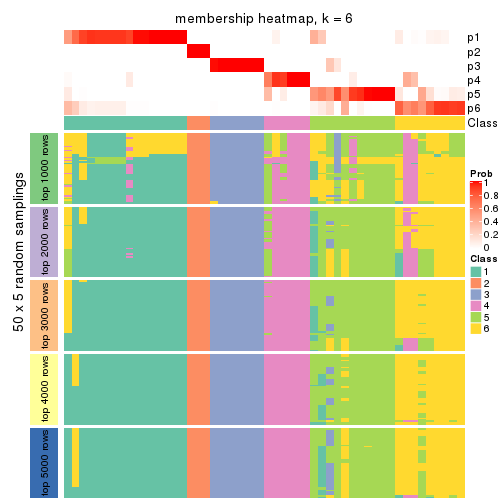 membership heatmap, k = 6
p1
p2
p3
p4
p5
p6
Class
50 x 5 random samplings
top 1000 rows
top 2000 rows
top 3000 rows
top 4000 rows
top 5000 rows
Prob
1
0.8
0.6
0.4
0.2
0
Class
1
2
3
4
5
6